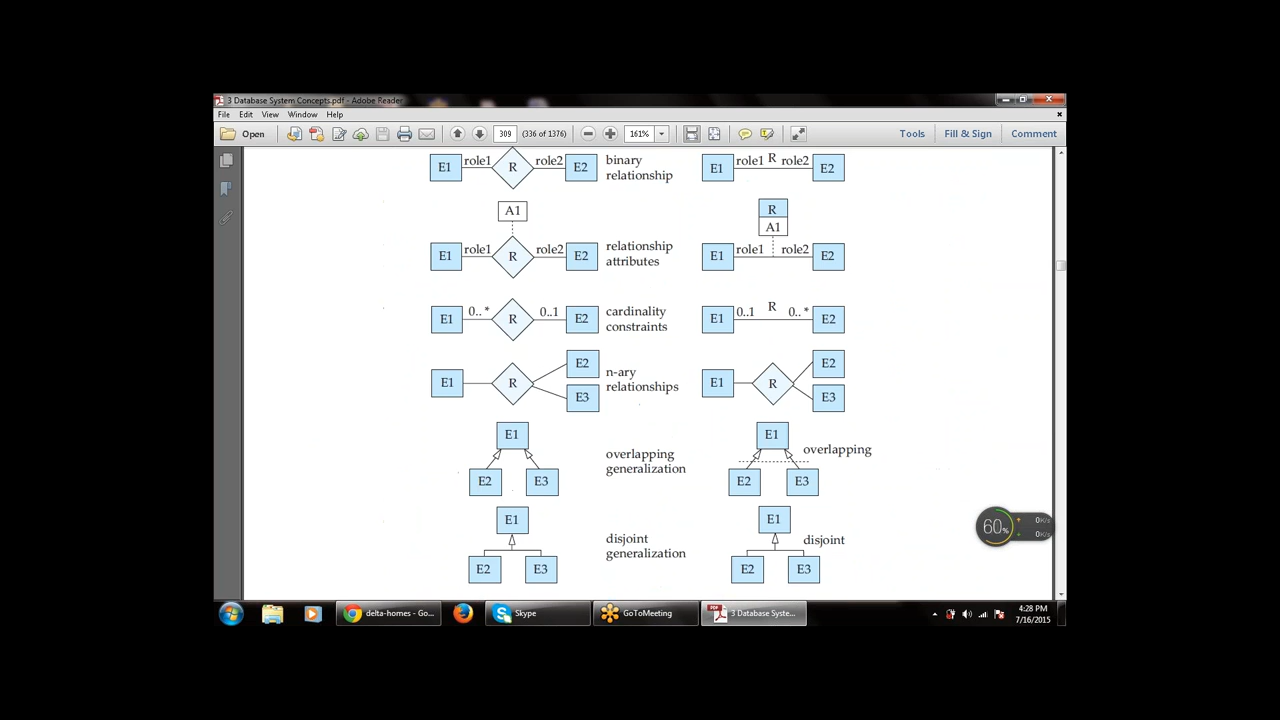 3 Database System Concepts.pdf - Adobe Reader
File Edit View Window Help
Open 309 (336 of 1376) 161% Tools Fill & Sign Comment
E1 role1 R role2 E2 binary relationship E1 role1 R role2 E2
A1 R
A1
E1 role1 R role2 E2 relationship attributes E1 role1 role2 E2
E1 0..* R 0..1 E2 cardinality constraints E1 0..1 R 0..* E2
E1 R E2 E3 n-ary relationships E1 R E2 E3
E1 E1
overlapping generalization overlapping
E2 E3 E2 E3
E1 E1
disjoint generalization disjoint
E2 E3 E2 E3
60% 0K/s
0K/s
delta-homes - Go... Skype GoToMeeting 3 Database System... 4:28 PM
7/16/2015